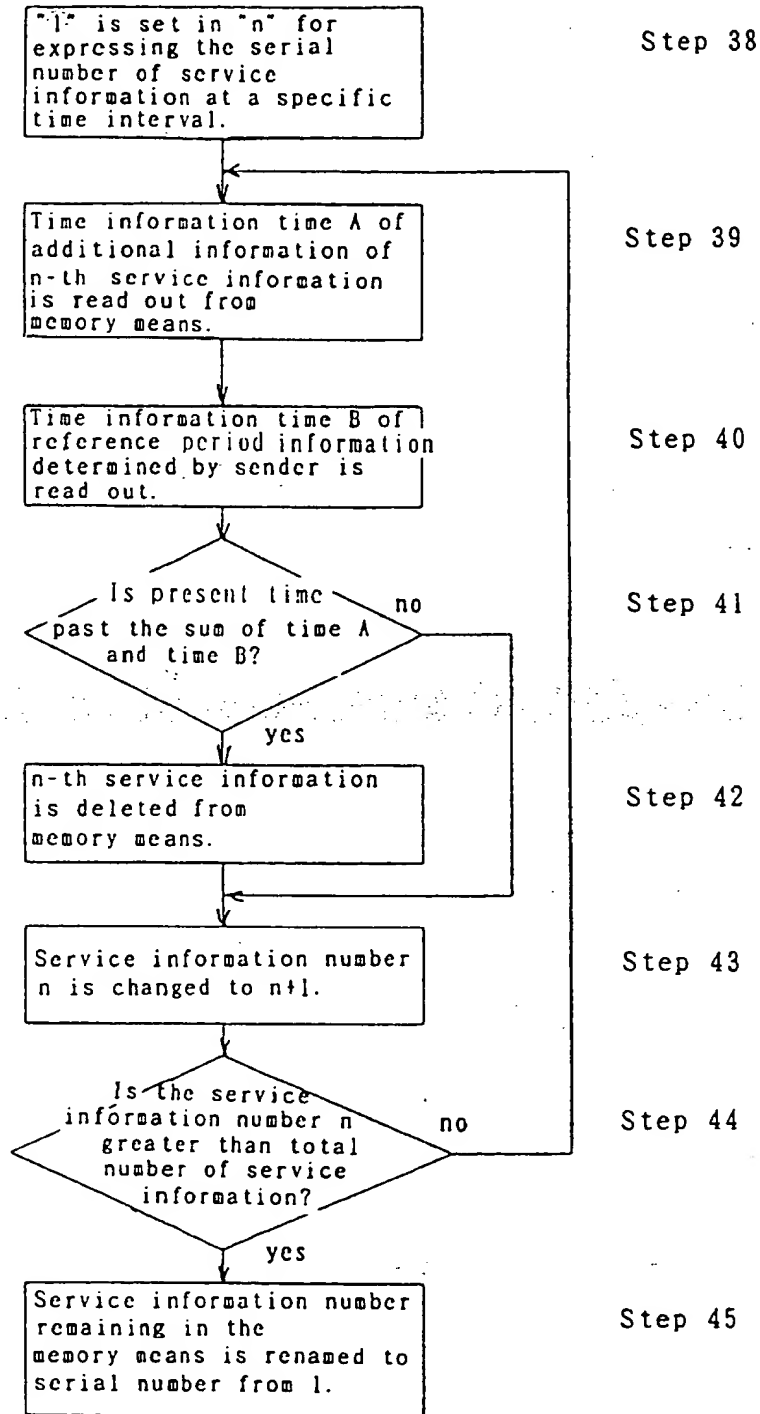 "1" is set in "n" for
expressing the serial
number of service
information at a specific
time interval.
Step 38
Time information time A of
additional information of
n-th service information
is read out from
memory means.
Step 39
Time information time B of
reference period information
determined by sender is
read out.
Step 40
Is present time
past the sum of time A
and time B?
no
yes
Step 41
n-th service information
is deleted from
memory means.
Step 42
Service information number
n is changed to n+1.
Step 43
Is the service
information number n
greater than total
number of service
information?
no
yes
Step 44
Service information number
remaining in the
memory means is renamed to
serial number from 1.
Step 45